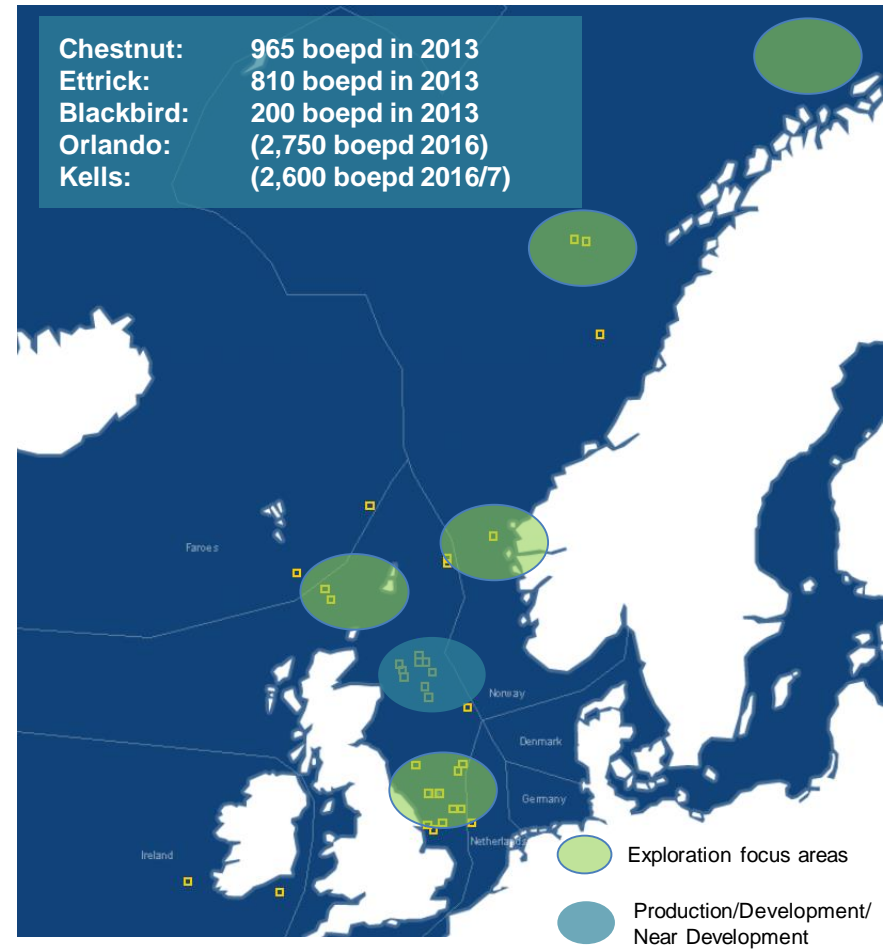 Chestnut: 965 boepd in 2013
Ettrick: 810 boepd in 2013
Blackbird: 200 boepd in 2013
Orlando: (2,750 boepd 2016)
Kells: (2,600 boepd 2016/7)
Faroes
Norway
Denmark
Germany
Netherlands
Ireland
Exploration focus areas
Production/Development/
Near Development